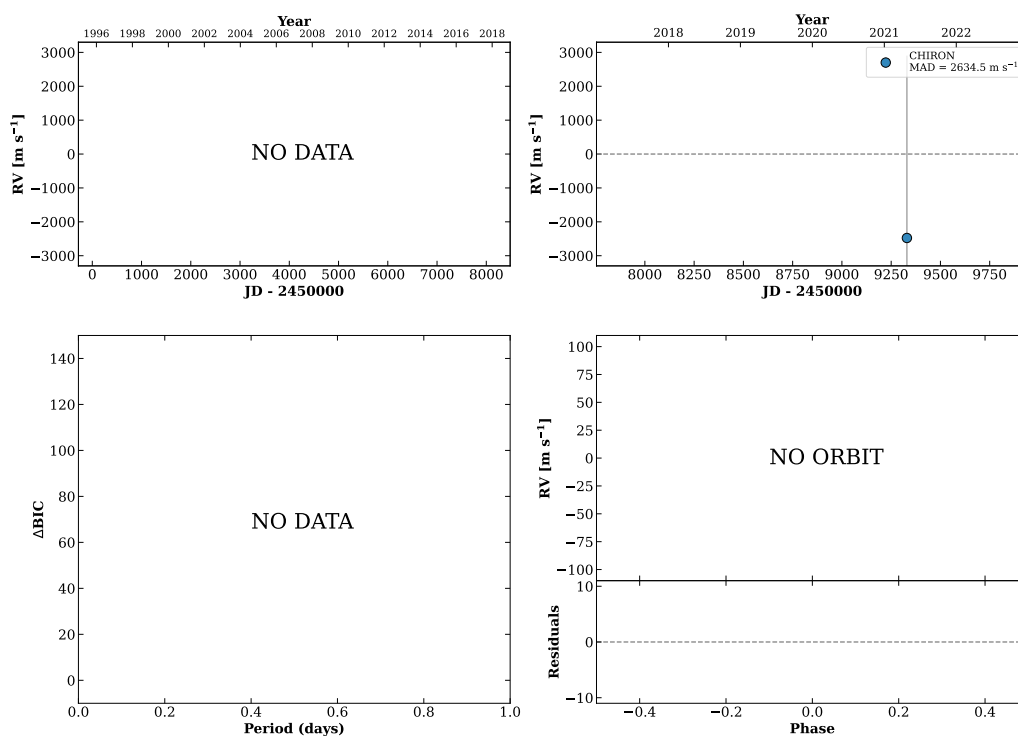 Year
1996 1998 2000 2002 2004 2006 2008 2010 2012 2014 2016 2018
3000
2000
1000
0
−1000
−2000
−3000
RV [m s⁻¹]
NO DATA
0 1000 2000 3000 4000 5000 6000 7000 8000
JD - 2450000
Year
2018 2019 2020 2021 2022
CHIRON
MAD = 2634.5 m s⁻¹
3000
2000
1000
0
−1000
−2000
−3000
RV [m s⁻¹]
8000 8250 8500 8750 9000 9250 9500 9750
JD - 2450000
140
120
100
80
60
40
20
0
ΔBIC
NO DATA
0.0 0.2 0.4 0.6 0.8 1.0
Period (days)
100
75
50
25
0
−25
−50
−75
−100
RV [m s⁻¹]
NO ORBIT
10
0
−10
Residuals
−0.4 −0.2 0.0 0.2 0.4
Phase